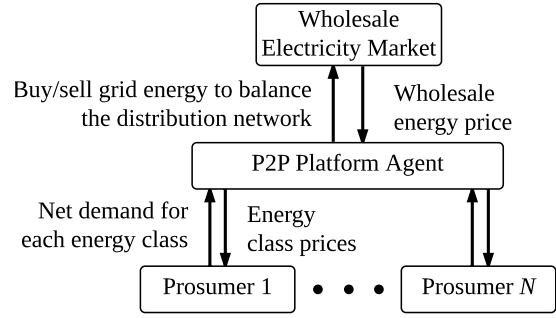 Wholesale
Electricity Market
Buy/sell grid energy to balance
the distribution network
Wholesale
energy price
P2P Platform Agent
Net demand for
each energy class
Energy
class prices
Prosumer 1
Prosumer N